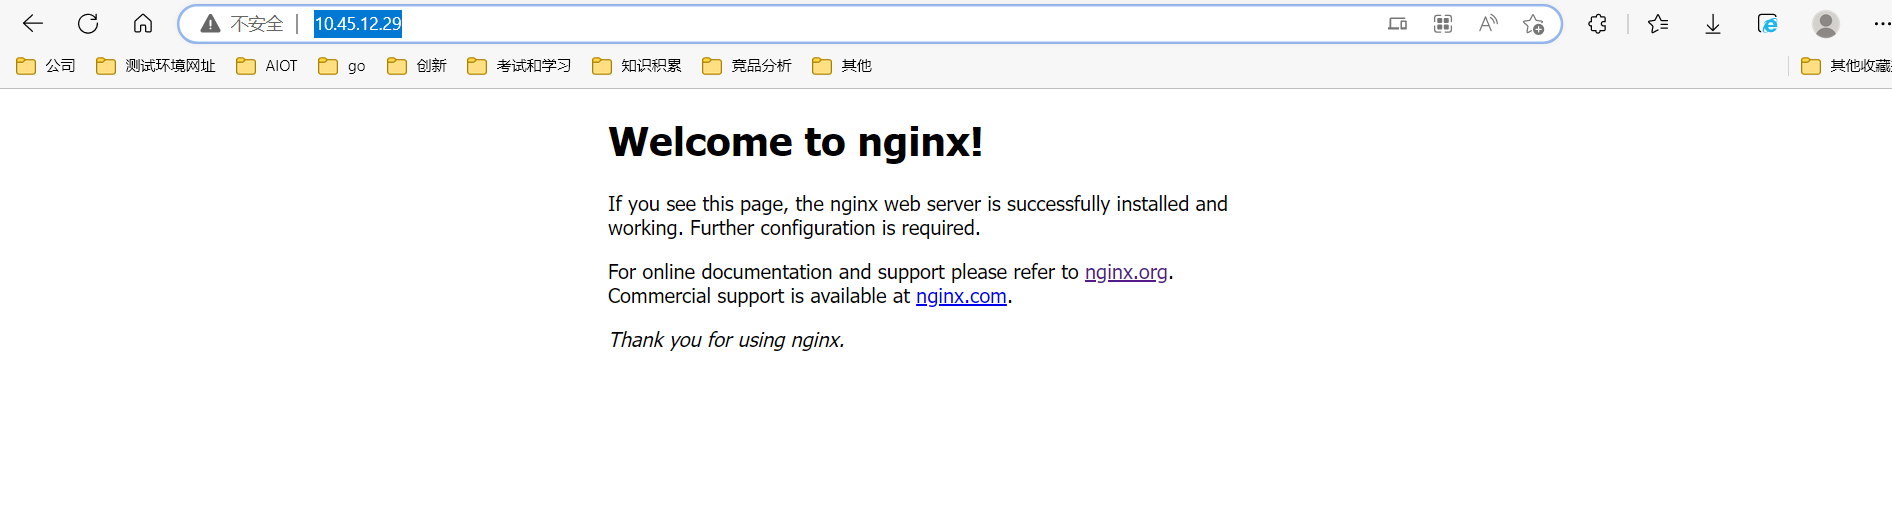 不安全 10.45.12.29
公司 测试环境网址 AIOT go 创新 考试和学习 知识积累 竞品分析 其他 其他收藏
Welcome to nginx!
If you see this page, the nginx web server is successfully installed and
working. Further configuration is required.
For online documentation and support please refer to nginx.org.
Commercial support is available at nginx.com.
Thank you for using nginx.